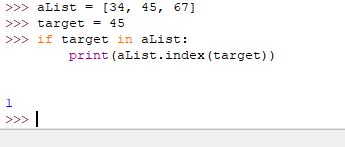 >>> aList = [34, 45, 67]
>>> target = 45
>>> if target in aList:
        print(aList.index(target))
1
>>>